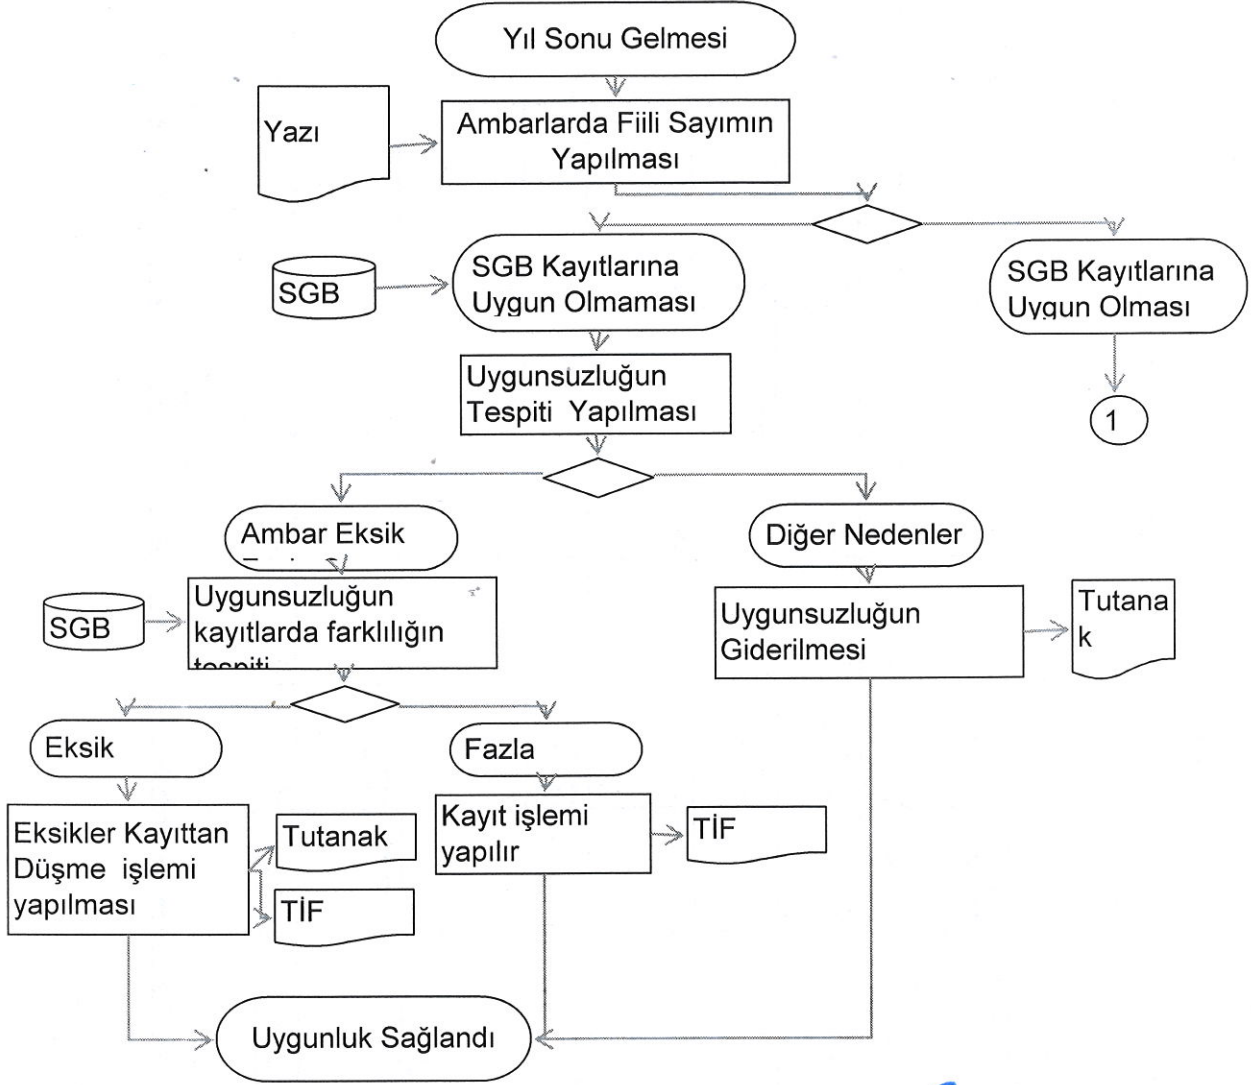 Yıl Sonu Gelmesi
Yazı
Ambarlarda Fiili Sayımın
Yapılması
SGB
SGB Kayıtlarına
Uygun Olmaması
SGB Kayıtlarına
Uygun Olması
Uygunsuzluğun
Tespiti Yapılması
1
Ambar Eksik
Diğer Nedenler
SGB
Uygunsuzluğun
kayıtlarda farklılığın
tespiti
Uygunsuzluğun
Giderilmesi
Tutana
k
Eksik
Fazla
Eksikler Kayıttan
Düşme işlemi
yapılması
Tutanak
TİF
Kayıt işlemi
yapılır
TİF
Uygunluk Sağlandı